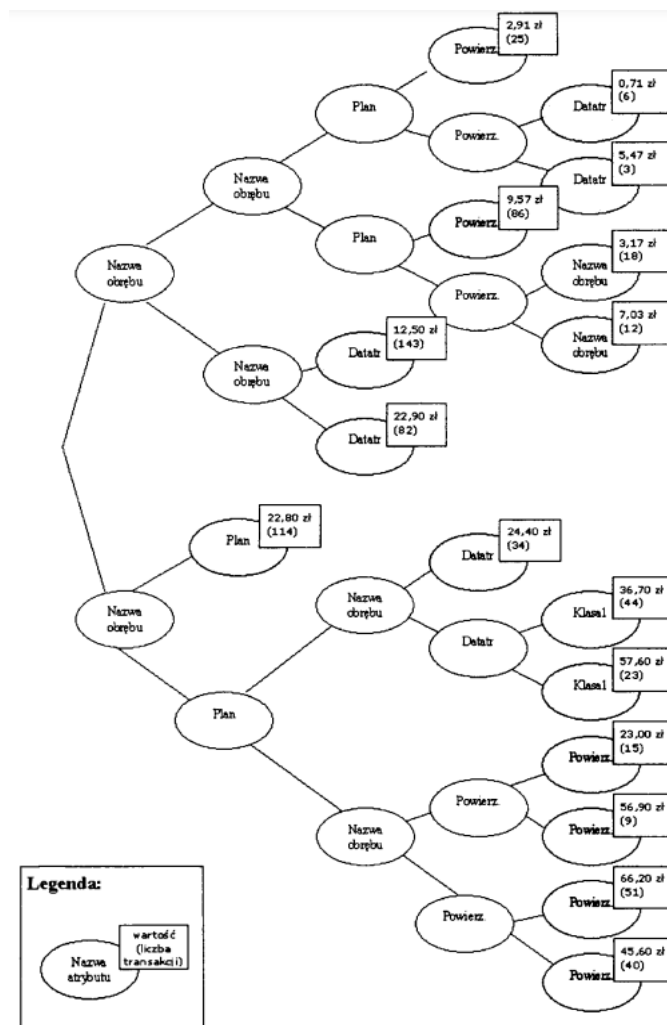 2,91 zł
(25)
Powierz.
Plan
0,71 zł
(6)
Datatr
Powierz.
5,47 zł
(3)
Datatr
Nazwa
obrębu
9,57 zł
(86)
Powierz.
Plan
3,17 zł
(18)
Nazwa
obrębu
Nazwa
obrębu
Powierz.
7,03 zł
(12)
Nazwa
obrębu
12,50 zł
(143)
Datatr
Nazwa
obrębu
22,90 zł
(82)
Datatr
22,80 zł
(114)
Plan
24,40 zł
(34)
Datatr
Nazwa
obrębu
36,70 zł
(44)
Klasa1
Nazwa
obrębu
Datatr
57,60 zł
(23)
Klasa1
Plan
23,00 zł
(15)
Powierz.
Powierz.
56,90 zł
(9)
Powierz.
Nazwa
obrębu
66,20 zł
(51)
Powierz.
Powierz.
45,60 zł
(40)
Powierz.
Legenda:
wartość
(liczba
transakcji)
Nazwa
atrybutu